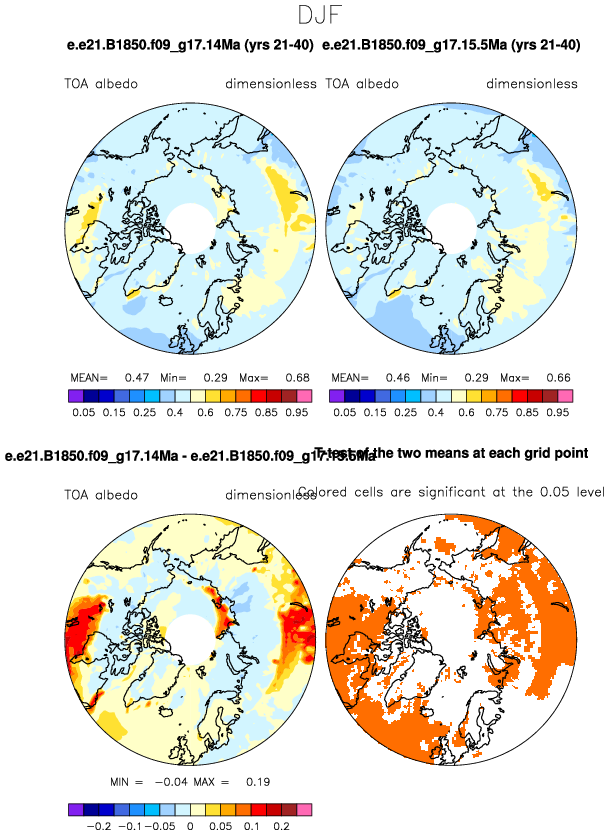 DJF
e.e21.B1850.f09_g17.14Ma (yrs 21-40) e.e21.B1850.f09_g17.15.5Ma (yrs 21-40)
TOA albedo dimensionless TOA albedo dimensionless
MEAN= 0.47 Min= 0.29 Max= 0.68 MEAN= 0.46 Min= 0.29 Max= 0.66
0.05 0.15 0.25 0.4 0.6 0.75 0.85 0.95 0.05 0.15 0.25 0.4 0.6 0.75 0.85 0.95
e.e21.B1850.f09_g17.14Ma - e.e21.B1850.f09_g17.15.5Ma T-test of the two means at each grid point
TOA albedo dimensionless Colored cells are significant at the 0.05 level
MIN = -0.04 MAX = 0.19
-0.2 -0.1 -0.05 0 0.05 0.1 0.2